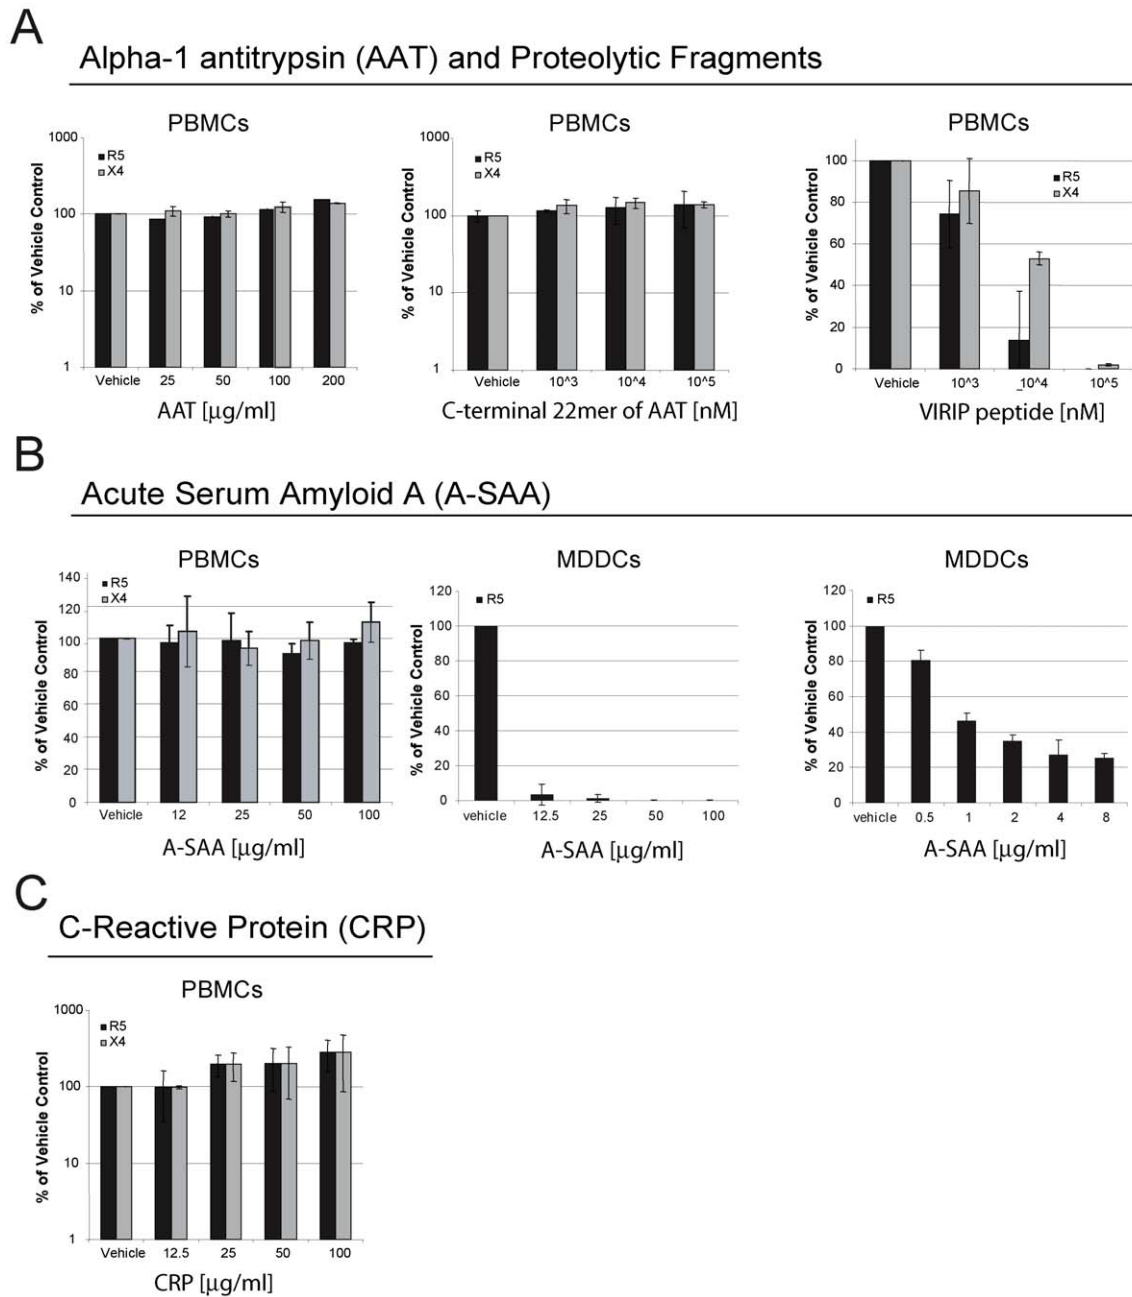 A
Alpha-1 antitrypsin (AAT) and Proteolytic Fragments
PBMCs
1000
100
10
1
% of Vehicle Control
R5
X4
Vehicle 25 50 100 200
AAT [μg/ml]
PBMCs
1000
100
10
1
% of Vehicle Control
R5
X4
Vehicle 10^3 10^4 10^5
C-terminal 22mer of AAT [nM]
PBMCs
100
80
60
40
20
0
% of Vehicle Control
R5
X4
Vehicle 10^3 _10^4 10^5
VIRIP peptide [nM]
B
Acute Serum Amyloid A (A-SAA)
PBMCs
140
120
100
80
60
40
20
0
% of Vehicle Control
R5
X4
Vehicle 12 25 50 100
A-SAA [μg/ml]
MDDCs
120
100
80
60
40
20
0
% of Vehicle Control
R5
vehicle 12.5 25 50 100
A-SAA [μg/ml]
MDDCs
120
100
80
60
40
20
0
% of Vehicle Control
R5
vehicle 0.5 1 2 4 8
A-SAA [μg/ml]
C
C-Reactive Protein (CRP)
PBMCs
1000
100
10
1
% of Vehicle Control
R5
X4
Vehicle 12.5 25 50 100
CRP [μg/ml]